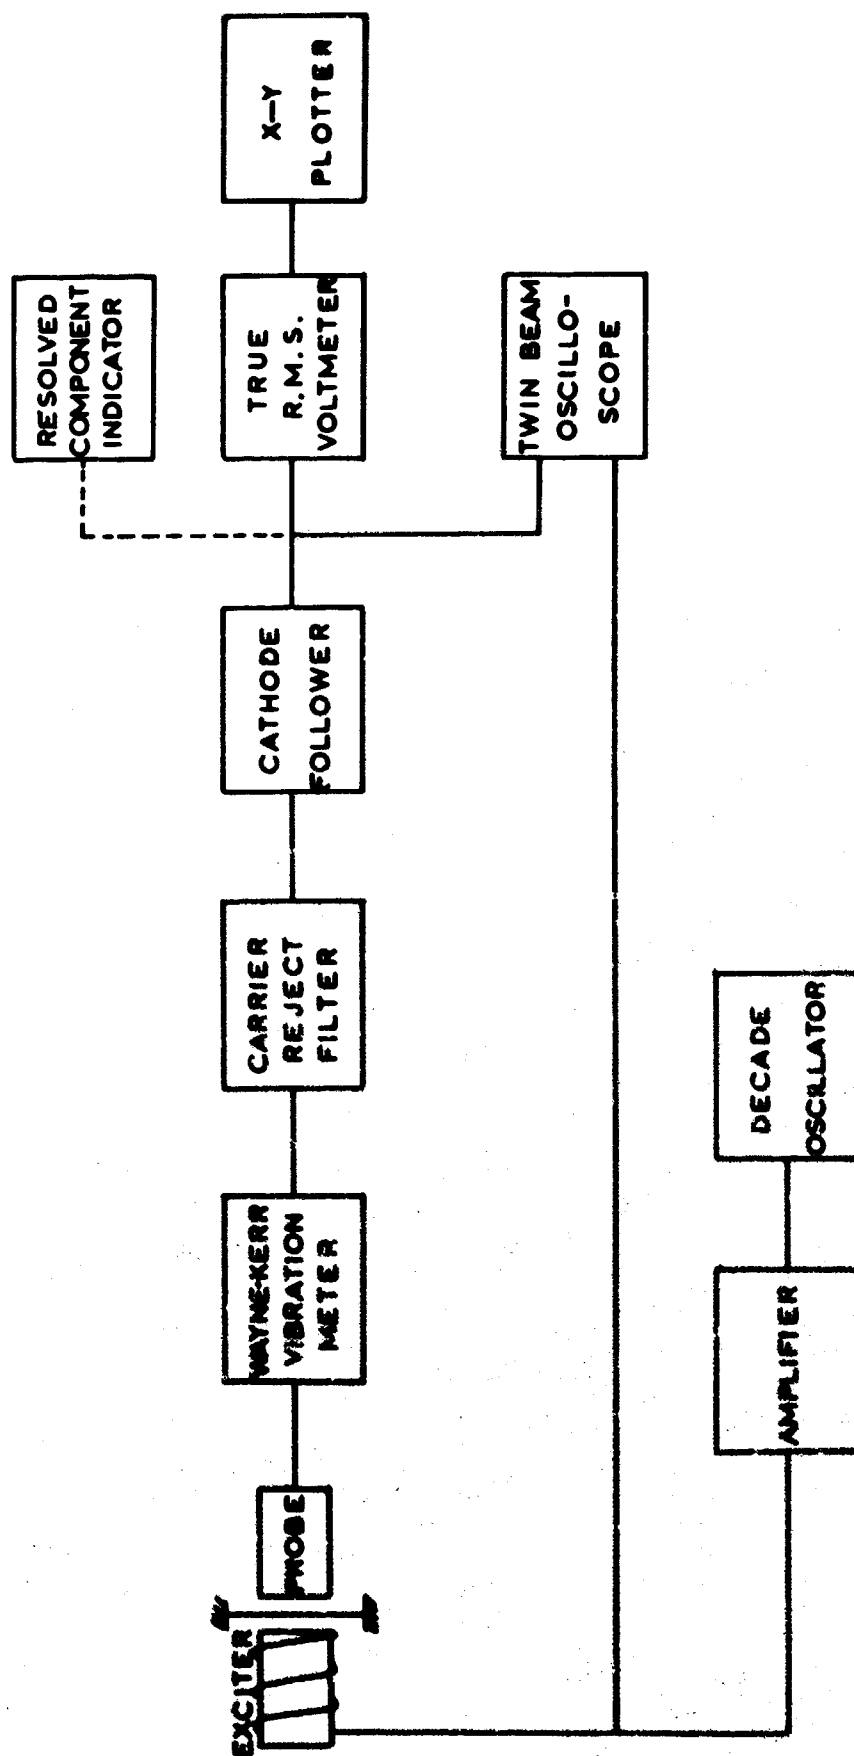 EXCITER
PROBE
WAYNE-KERR
VIBRATION
METER
CARRIER
REJECT
FILTER
CATHODE
FOLLOWER
RESOLVED
COMPONENT
INDICATOR
TRUE
R.M.S.
VOLTMETER
X-Y
PLOTTER
TWIN BEAM
OSCILLO-
SCOPE
AMPLIFIER
DECADE
OSCILLATOR